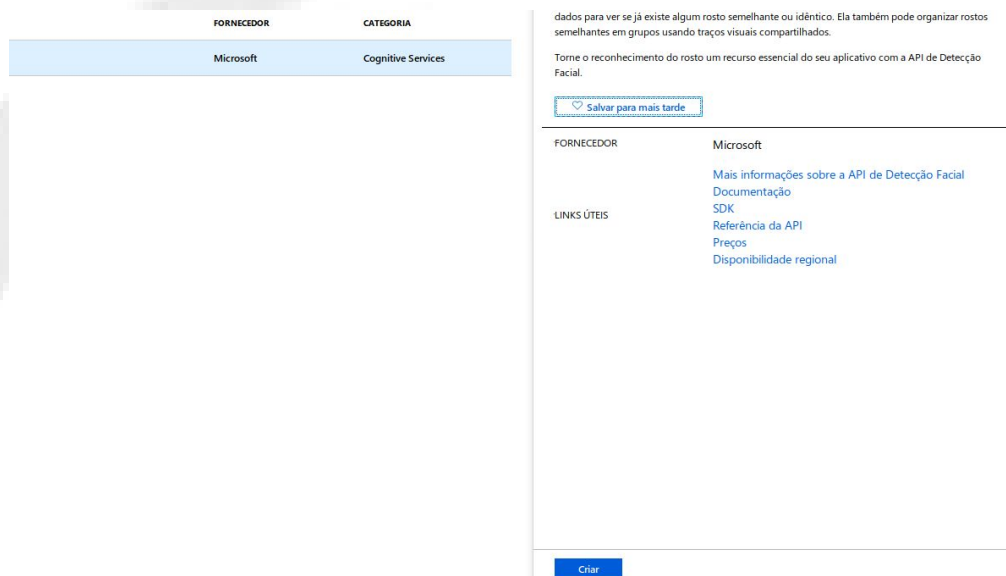 FORNECEDOR CATEGORIA
Microsoft Cognitive Services
dados para ver se já existe algum rosto semelhante ou idêntico. Ela também pode organizar rostos
semelhantes em grupos usando traços visuais compartilhados.
Torne o reconhecimento do rosto um recurso essencial do seu aplicativo com a API de Detecção
Facial.
Salvar para mais tarde
FORNECEDOR Microsoft
Mais informações sobre a API de Detecção Facial
Documentação
LINKS ÚTEIS SDK
Referência da API
Preços
Disponibilidade regional
Criar